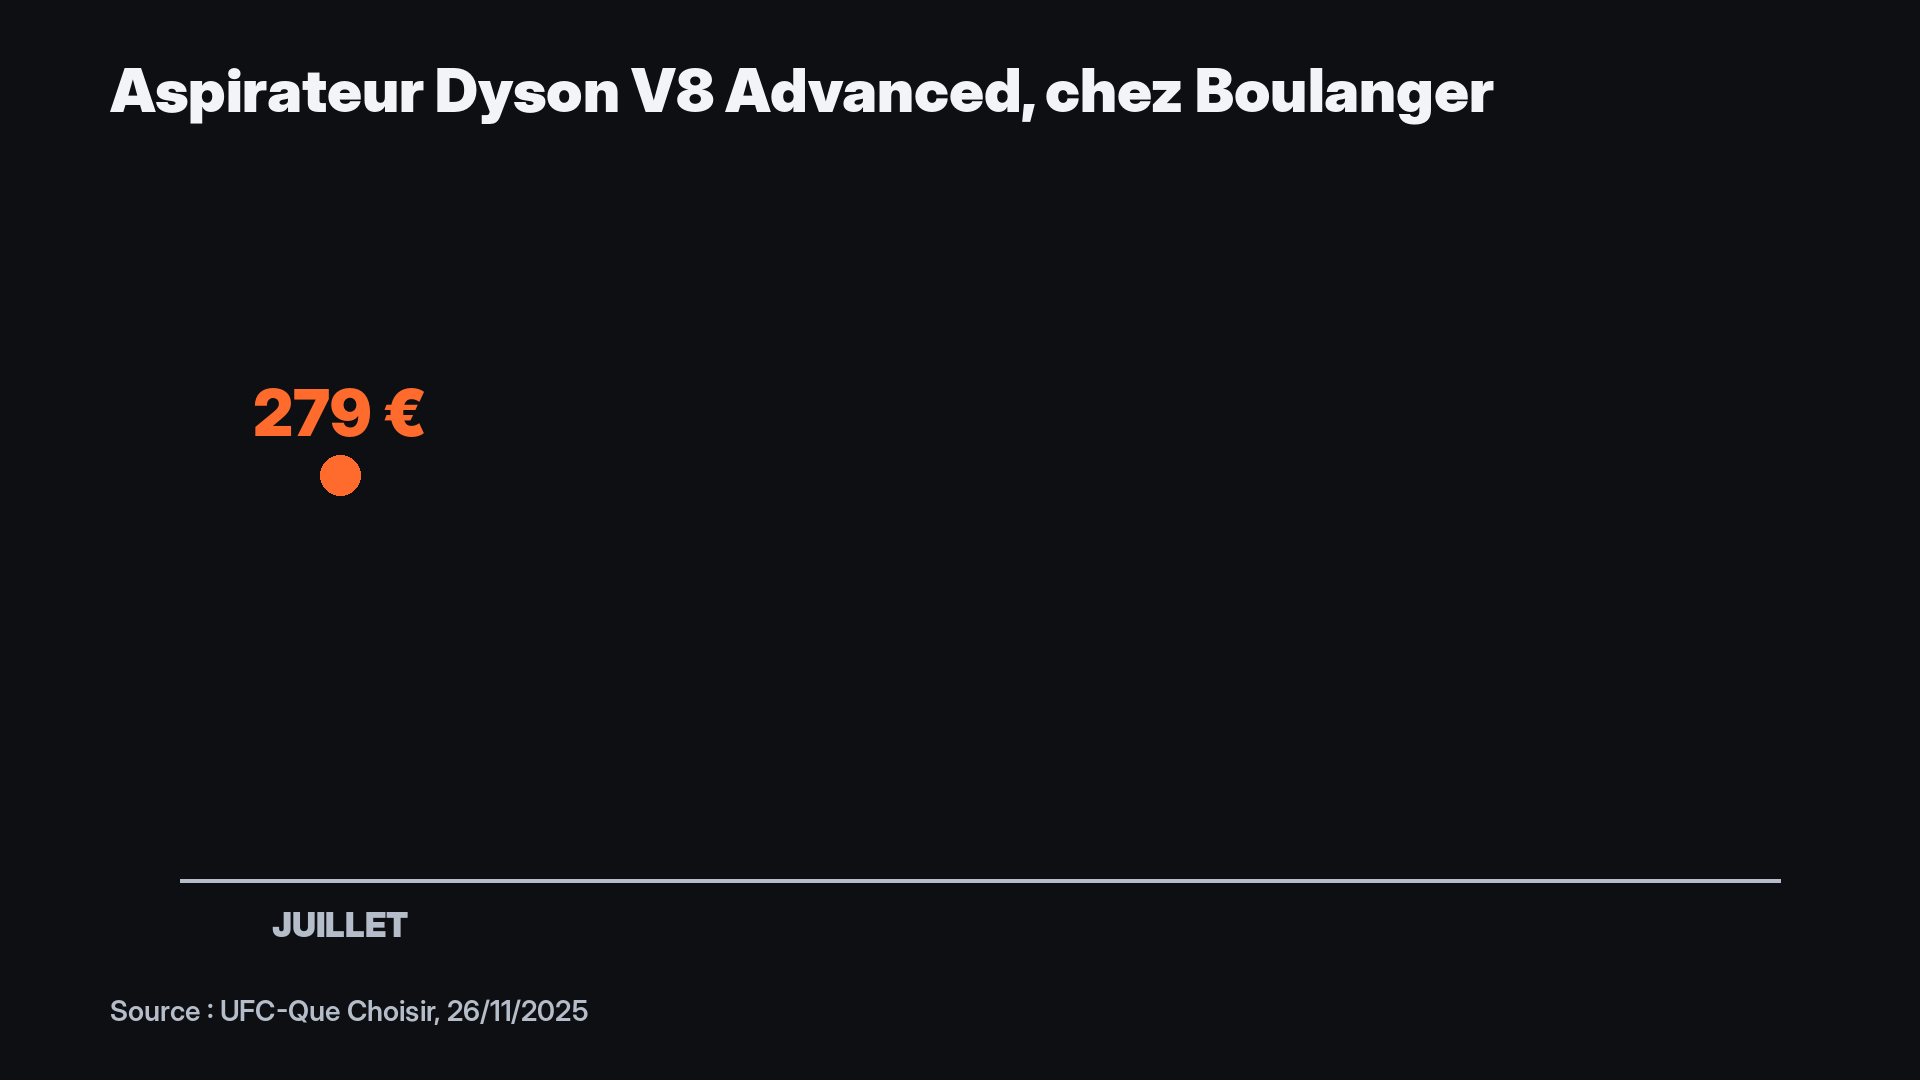 Aspirateur Dyson V8 Advanced, chez Boulanger
279 €
JUILLET
Source : UFC-Que Choisir, 26/11/2025